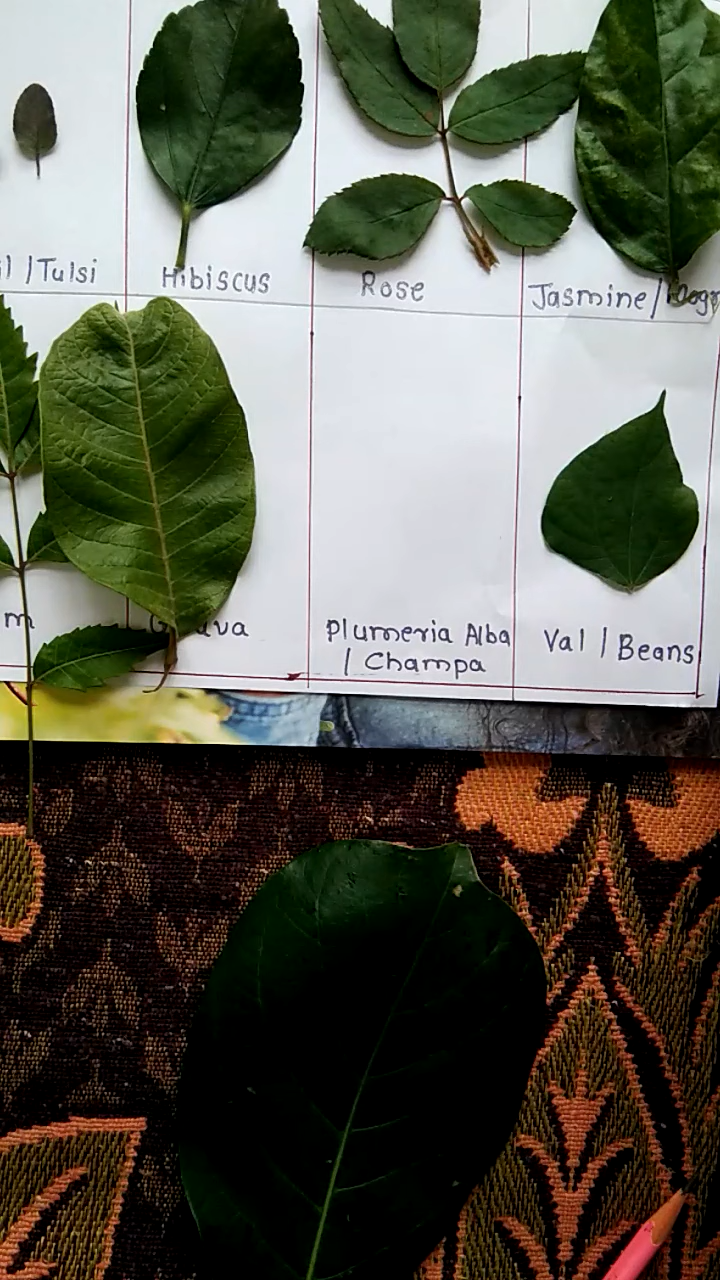 /Tulsi
Hibiscus
Rose
Jasmine/
Plumeria Alba
/ Champa
Val / Beans